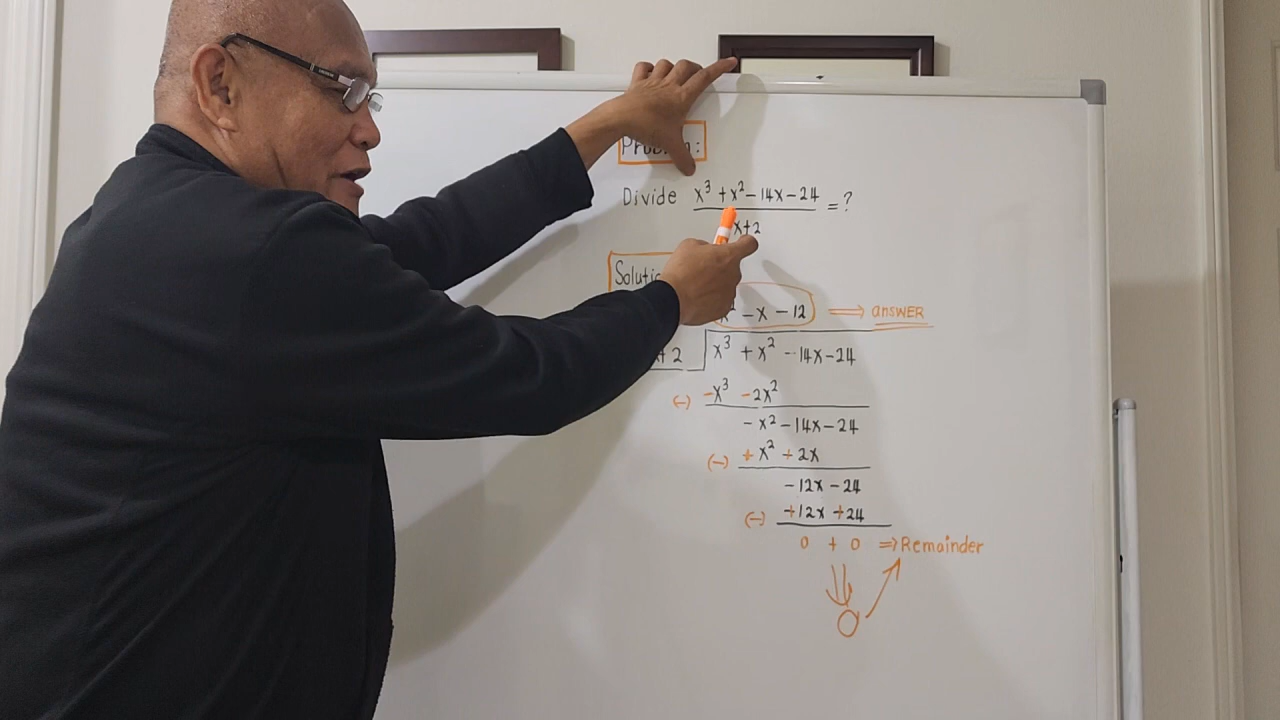 Divide x³ + x² - 14x - 24 = ?
x+2
- x - 12 ⇒ answer
+2 x³ + x² - 14x - 24
(-) -x³ - 2x²
- x² - 14x - 24
(-) + x² + 2x
- 12x - 24
(-) + 12x + 24
0 + 0 ⇒ Remainder
0